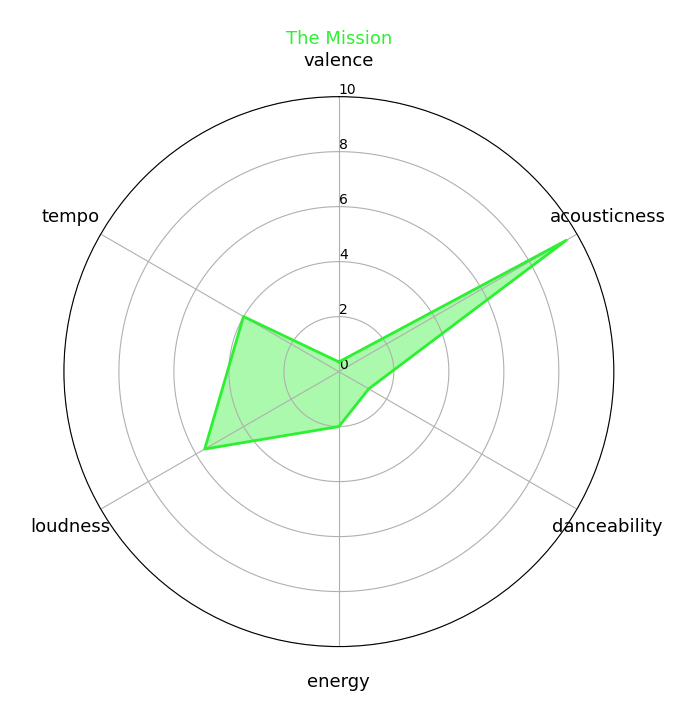 The Mission
valence
10
8
6
4
2
0
tempo
acousticness
loudness
danceability
energy